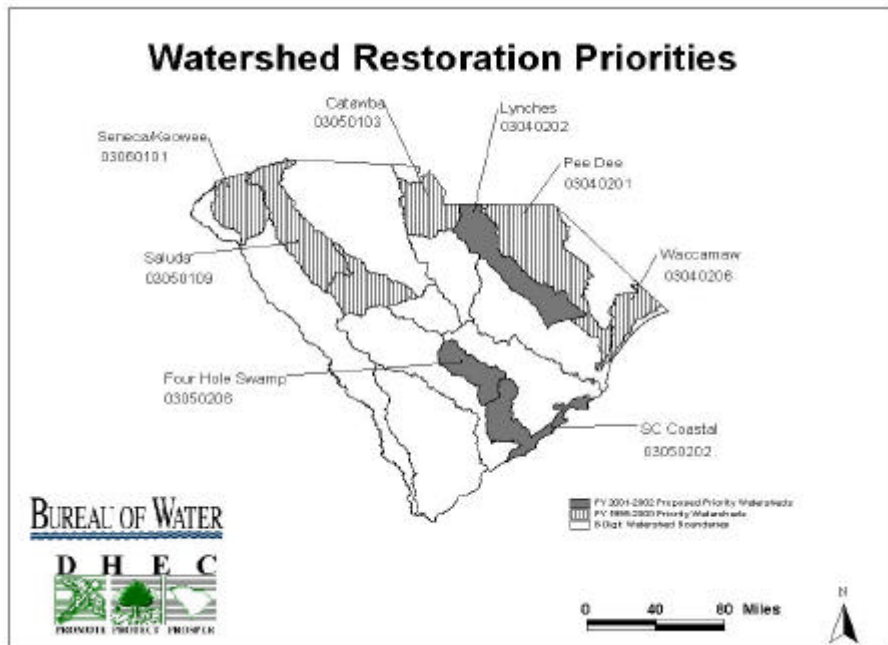 Watershed Restoration Priorities
Catawba
03050103
Lynches
03040202
Seneca/Keowee
03060101
Pee Dee
03040201
Saluda
03050109
Waccamaw
03040206
Four Hole Swamp
03050206
SC Coastal
03050202
FY 2001-2002 Proposed Priority Watersheds
Priority Watersheds
8 Digit Watershed Boundaries
BUREAU OF WATER
D H E C
PROMOTE PROTECT PROSPER
0 40 80 Miles
N